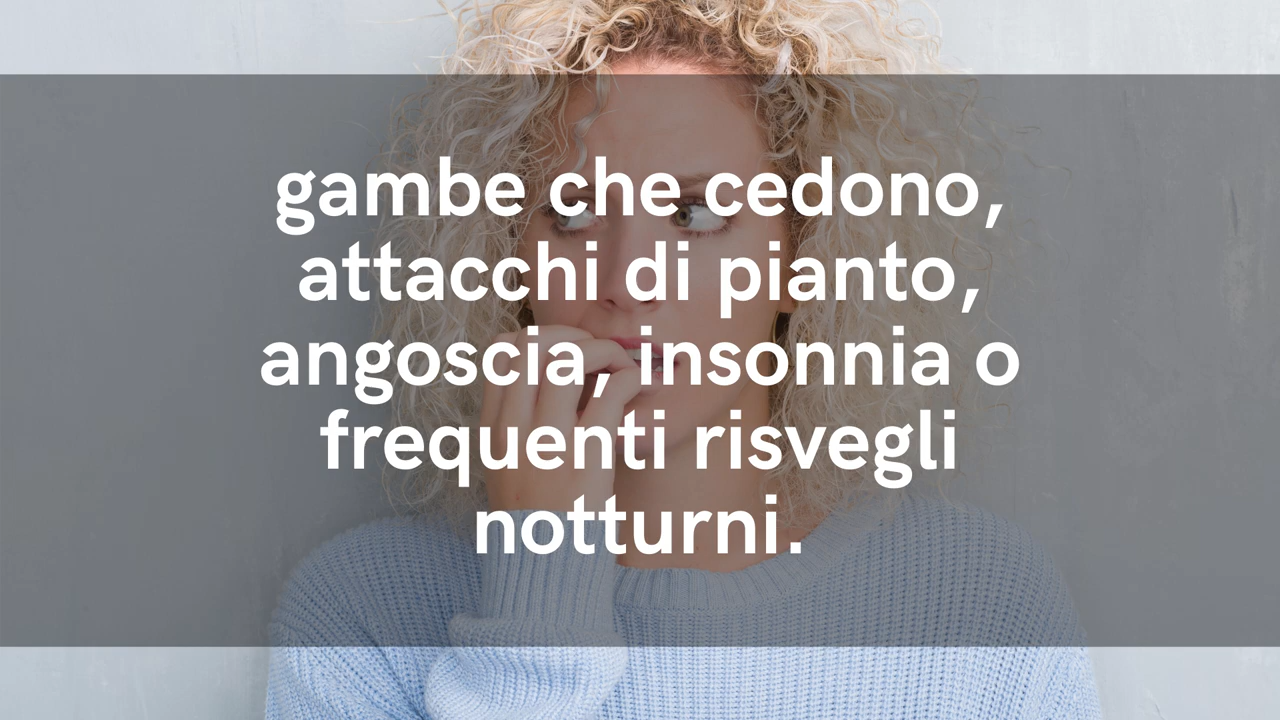 gambe che cedono,
attacchi di pianto,
angoscia, insonnia o
frequenti risvegli
notturni.